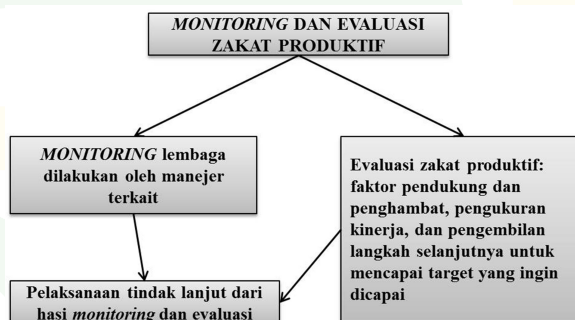 MONITORING DAN EVALUASI
ZAKAT PRODUKTIF
MONITORING lembaga
dilakukan oleh manejer
terkait
Evaluasi zakat produktif:
faktor pendukung dan
penghambat, pengukuran
kinerja, dan pengembilan
langkah selanjutnya untuk
mencapai target yang ingin
dicapai
Pelaksanaan tindak lanjut dari
hasi monitoring dan evaluasi